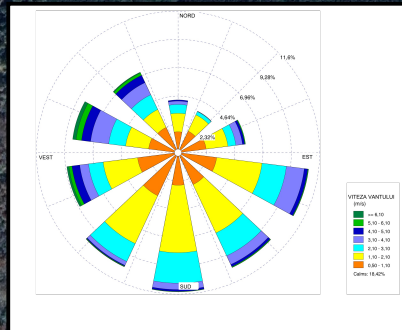 NORD
11,6%
9,28%
6,96%
4,64%
2,32%
VEST
EST
SUD
VITEZA VANTULUI
(m/s)
>= 6,10
5,10 - 6,10
4,10 - 5,10
3,10 - 4,10
2,10 - 3,10
1,10 - 2,10
0,50 - 1,10
Calms: 18,42%